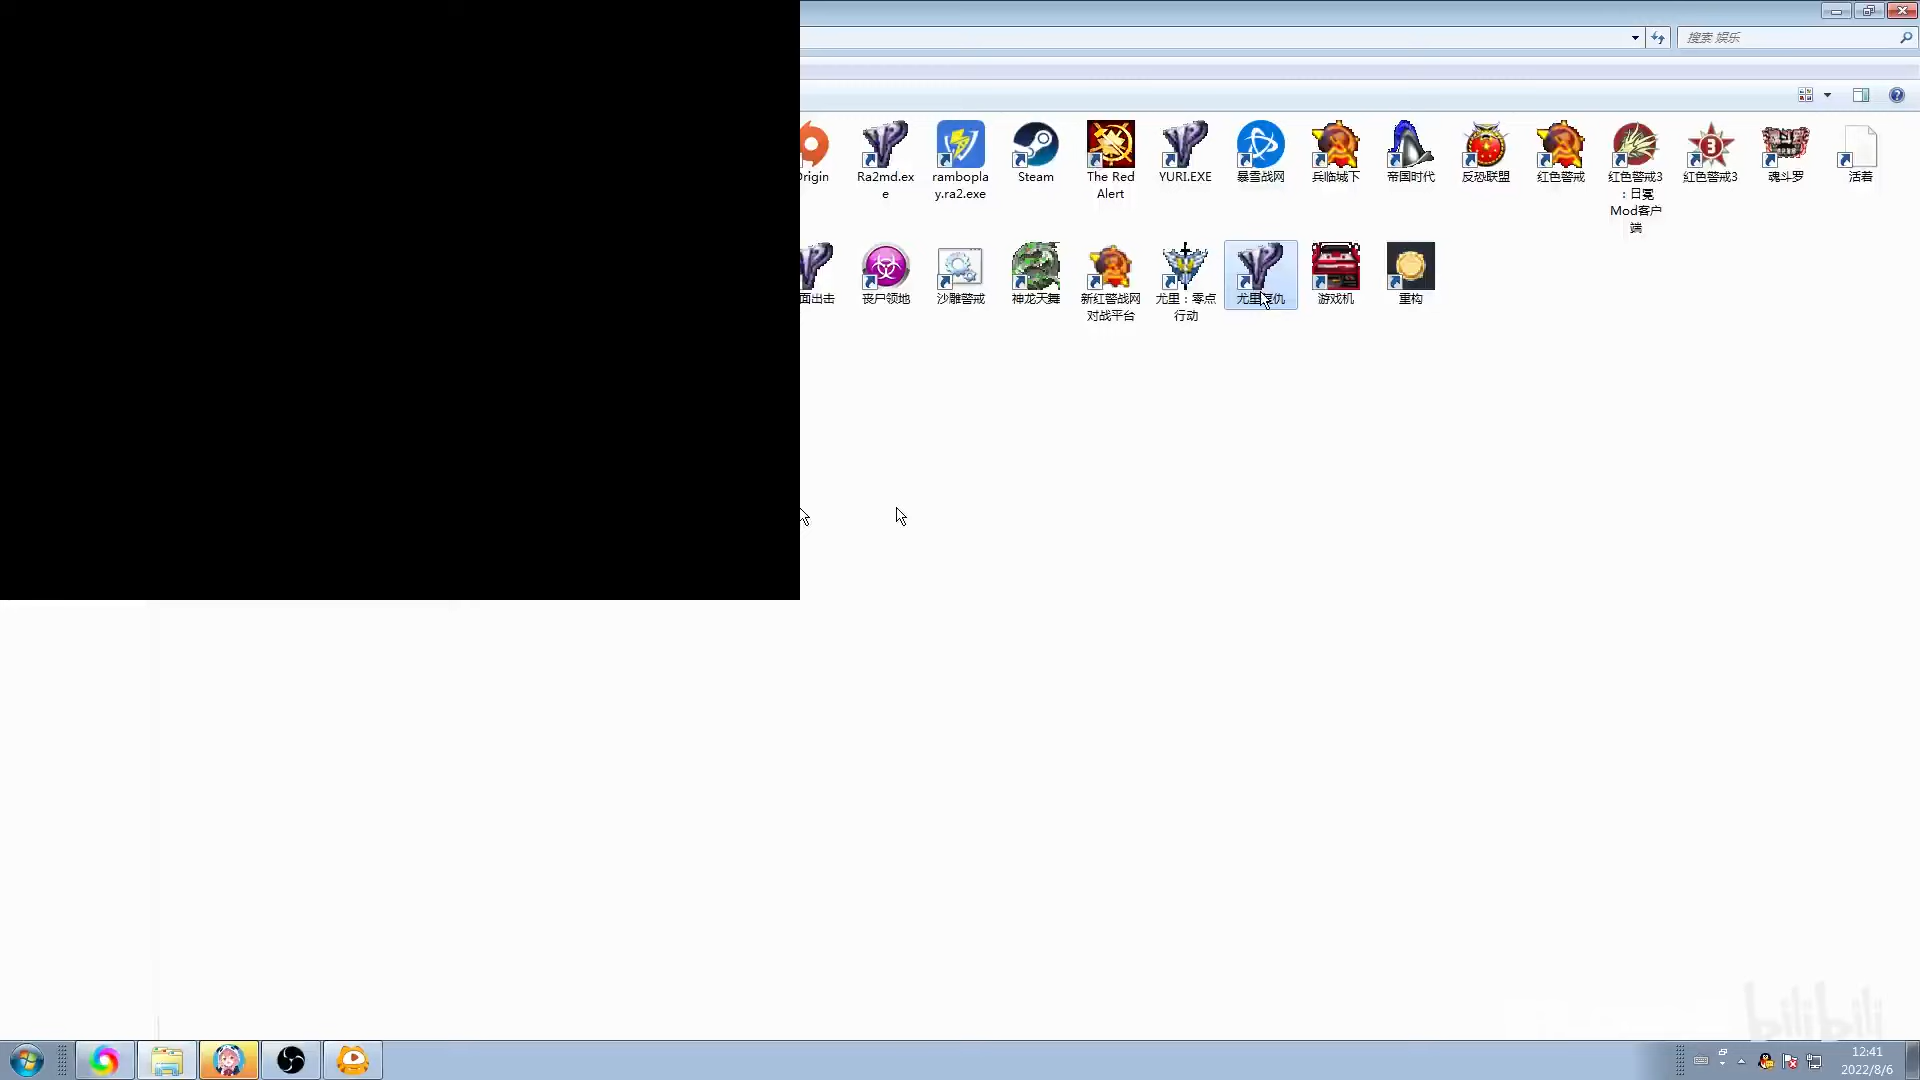 搜索 娱乐
Origin
Ra2md.ex
e
rambopla
y.ra2.exe
Steam
The Red
Alert
YURI.EXE
暴雪战网
兵临城下
帝国时代
反恐联盟
红色警戒
红色警戒3
：日冕
Mod客户
端
红色警戒3
魂斗罗
活着
面出击
丧尸领地
沙雕警戒
神龙天舞
新红警战网
对战平台
尤里：零点
行动
尤里复仇
游戏机
重构
bilibili
12:41
2022/8/6